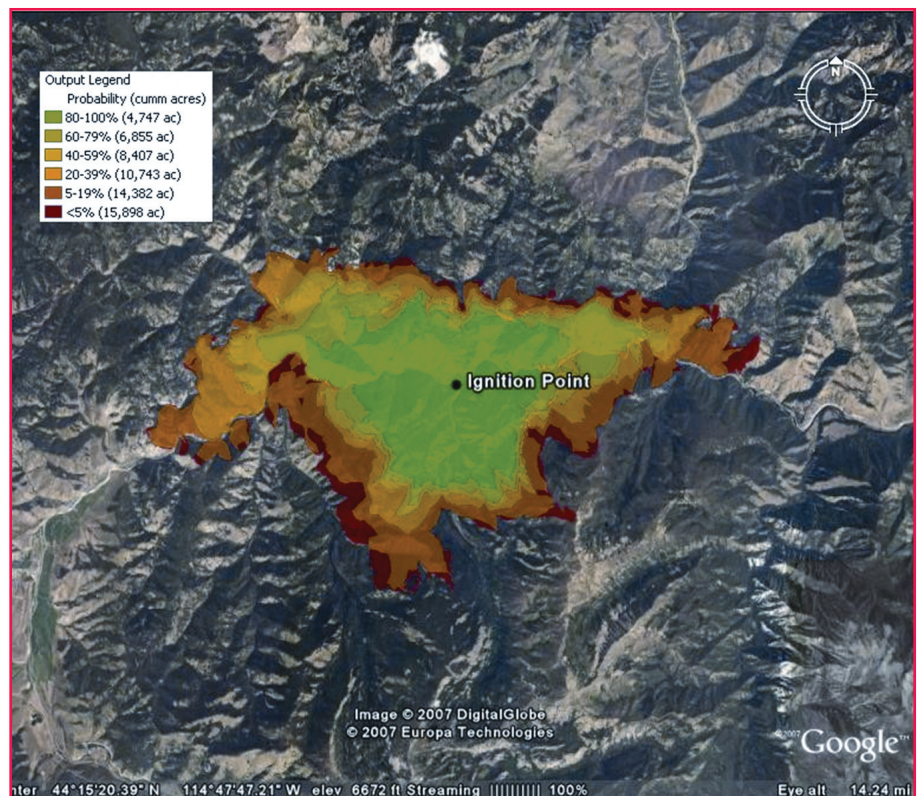 Output Legend
Probability (cumm acres)
80-100% (4,747 ac)
60-79% (6,855 ac)
40-59% (8,407 ac)
20-39% (10,743 ac)
5-19% (14,382 ac)
<5% (15,898 ac)
N
Ignition Point
Image © 2007 DigitalGlobe
© 2007 Europa Technologies
©2007 Google™
nter 44°15'20.39" N 114°47'47.21" W elev 6672 ft Streaming |||||||||| 100% Eye alt 14.24 mi